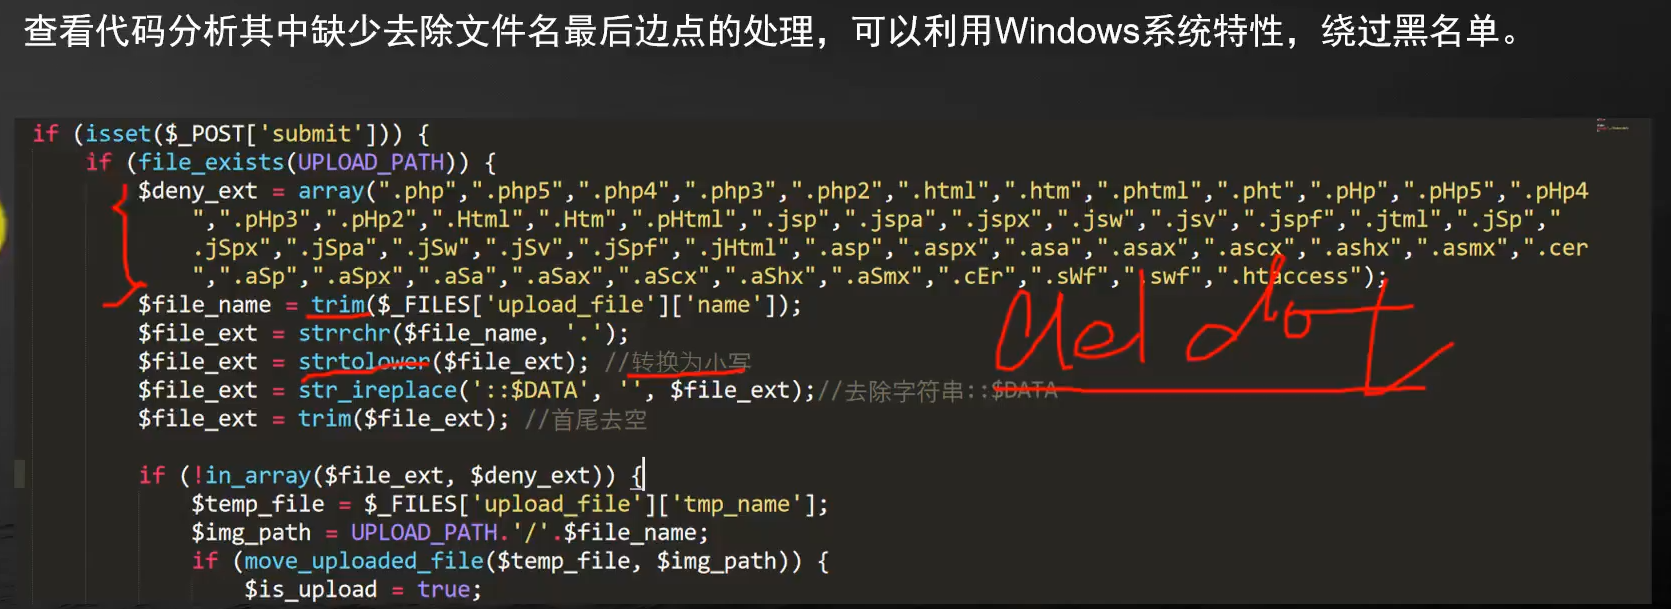 查看代码分析其中缺少去除文件名最后边点的处理，可以利用Windows系统特性，绕过黑名单。
if (isset($_POST['submit'])) {
if (file_exists(UPLOAD_PATH)) {
$deny_ext = array(".php",".php5",".php4",".php3",".php2",".html",".htm",".phtml",".pht",".pHp",".pHp5",".pHp4
",".pHp3",".pHp2",".Html",".Htm",".pHtml",".jsp",".jspa",".jspx",".jsw",".jsv",".jspf",".jtml",".jSp","
.jSpx",".jSpa",".jSw",".jSv",".jSpf",".jHtml",".asp",".aspx",".asa",".asax",".ascx",".ashx",".asmx",".cer
",".aSp",".aSpx",".aSa",".aSax",".aScx",".aShx",".aSmx",".cEr",".sWf",".swf",".htaccess");
$file_name = trim($_FILES['upload_file']['name']);
$file_ext = strrchr($file_name, '.');
$file_ext = strtolower($file_ext); //转换为小写
$file_ext = str_ireplace('::$DATA', '', $file_ext);//去除字符串::$DATA
$file_ext = trim($file_ext); //首尾去空
if (!in_array($file_ext, $deny_ext)) {
$temp_file = $_FILES['upload_file']['tmp_name'];
$img_path = UPLOAD_PATH.'/'.$file_name;
if (move_uploaded_file($temp_file, $img_path)) {
$is_upload = true;